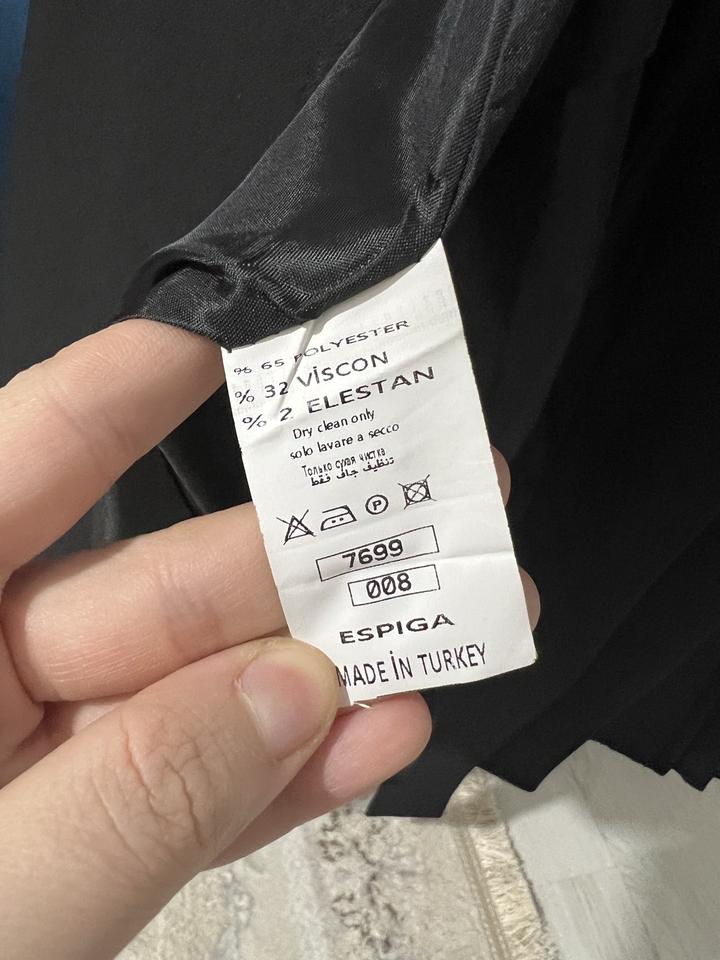 % 65 POLYESTER
% 32 VİSCON
% 2 ELESTAN
Dry clean only
solo lavare a secco
Только сухая чистка
تنظيف جاف فقط
P
7699
008
ESPIGA
MADE İN TURKEY